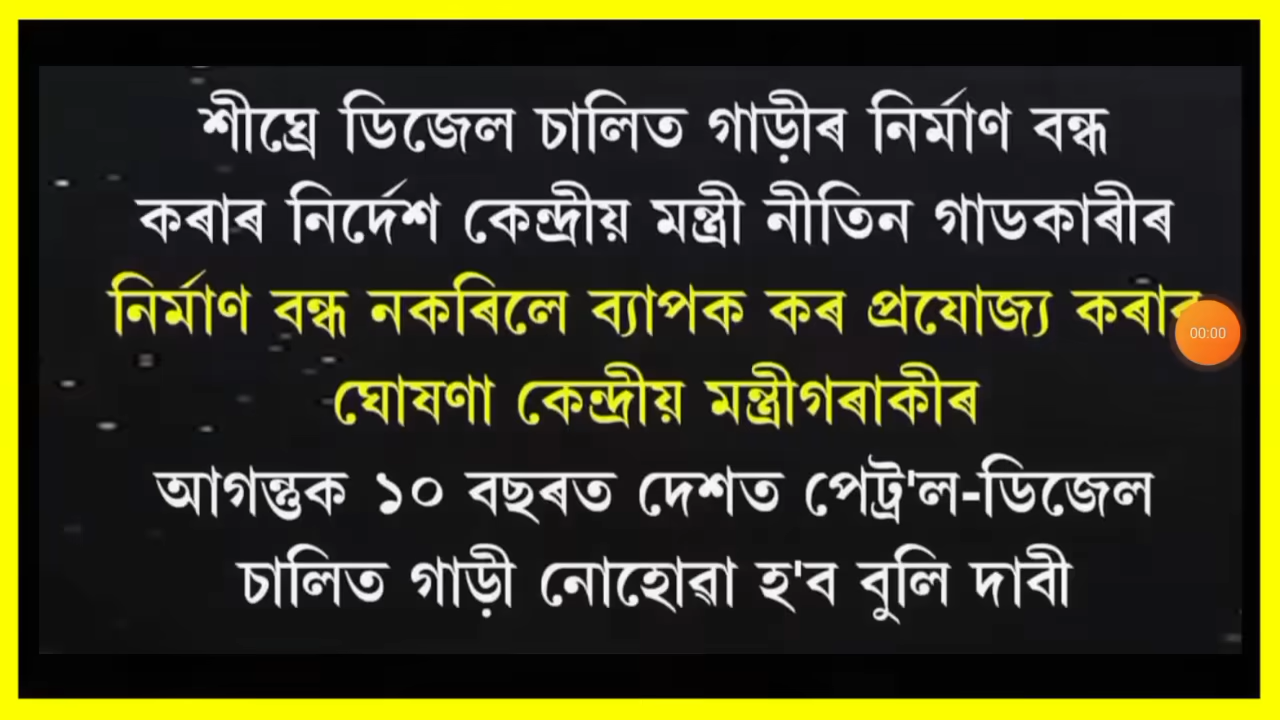 শীঘ্ৰে ডিজেল চালিত গাড়ীৰ নিৰ্মাণ বন্ধ
কৰাৰ নিৰ্দেশ কেন্দ্ৰীয় মন্ত্ৰী নীতিন গাডকাৰীৰ
নিৰ্মাণ বন্ধ নকৰিলে ব্যাপক কৰ প্ৰযোজ্য কৰাৰ
00:00
ঘোষণা কেন্দ্ৰীয় মন্ত্ৰীগৰাকীৰ
আগন্তুক ১০ বছৰত দেশত পেট্ৰ'ল-ডিজেল
চালিত গাড়ী নোহোৱা হ'ব বুলি দাবী